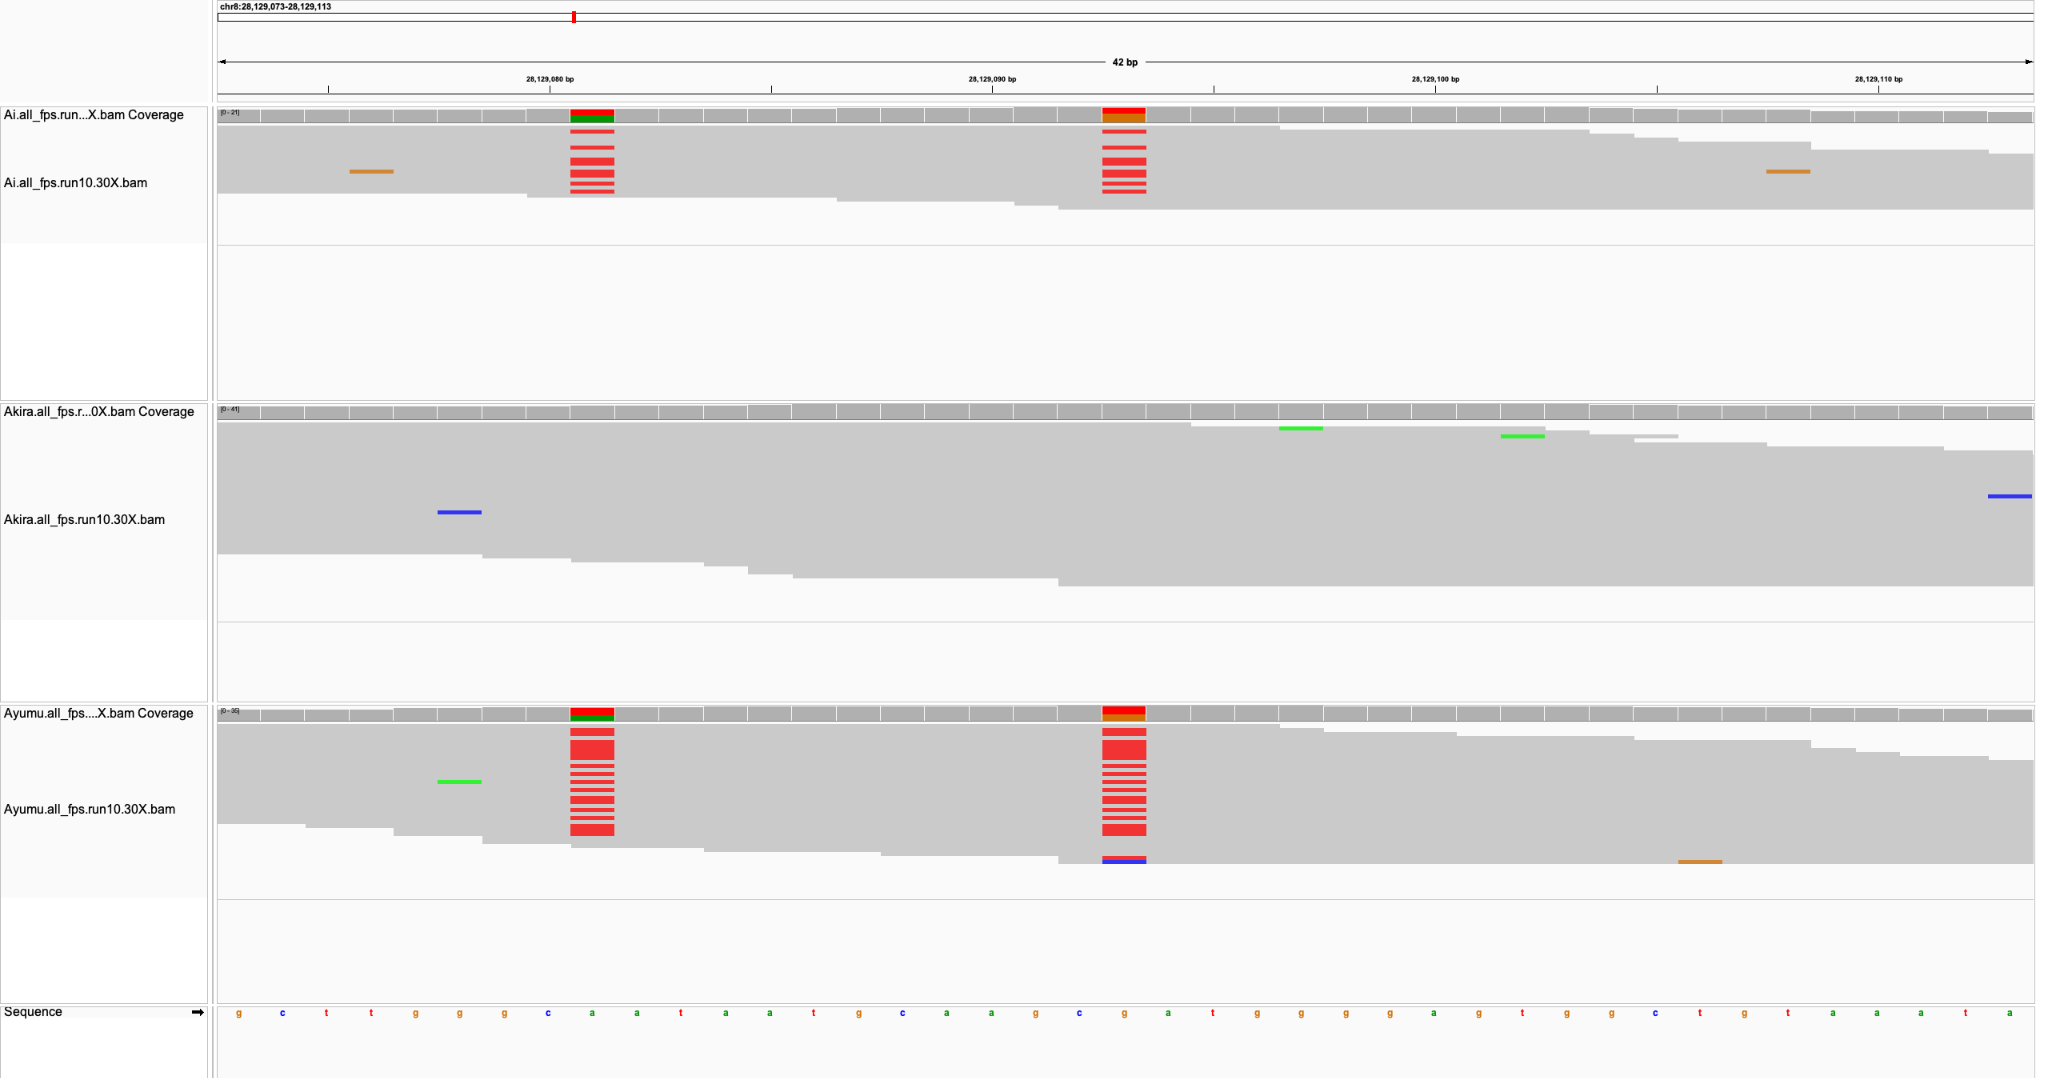 chr8:28,129,073-28,129,113
42 bp
28,129,080 bp 28,129,090 bp 28,129,100 bp 28,129,110 bp
Ai.all_fps.run...X.bam Coverage [0 - 21]
Ai.all_fps.run10.30X.bam
Akira.all_fps.r...0X.bam Coverage [0 - 41]
Akira.all_fps.run10.30X.bam
Ayumu.all_fps....X.bam Coverage [0 - 35]
Ayumu.all_fps.run10.30X.bam
Sequence g c t t g g g c a a t a a t g c a a g c g a t g g g g a g t g g c t g t a a a t a